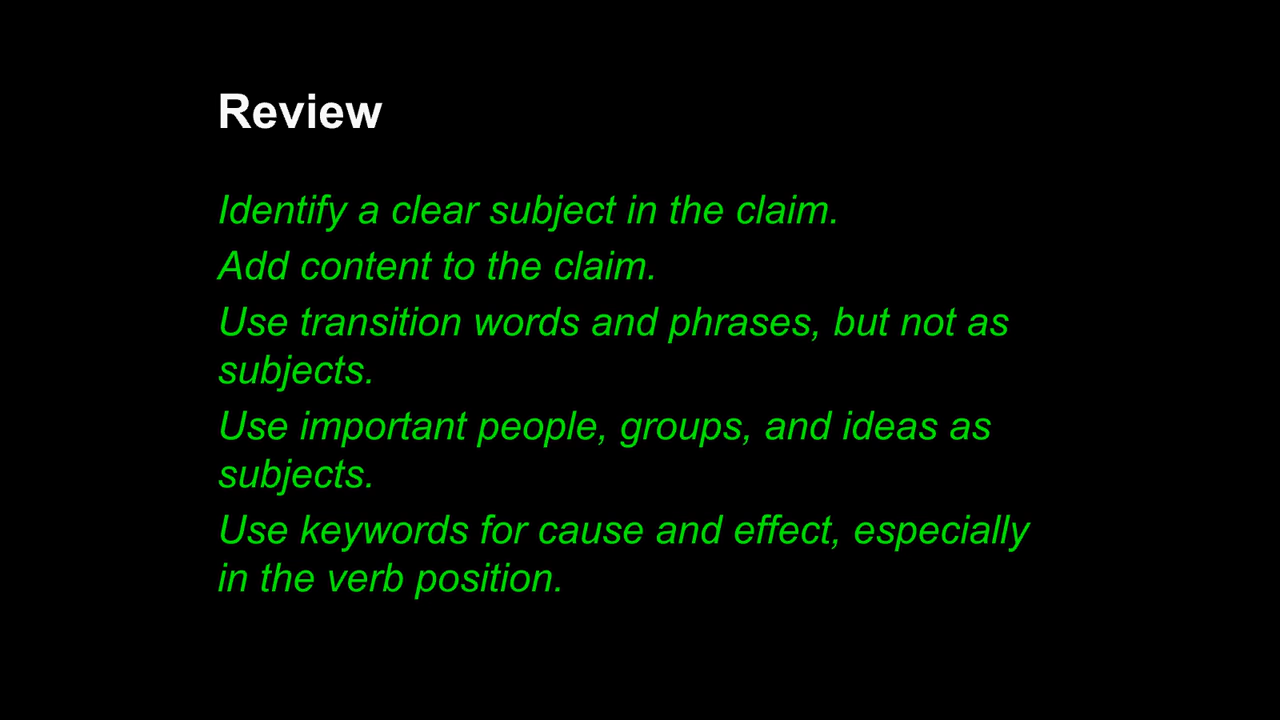 Review
Identify a clear subject in the claim.
Add content to the claim.
Use transition words and phrases, but not as
subjects.
Use important people, groups, and ideas as
subjects.
Use keywords for cause and effect, especially
in the verb position.